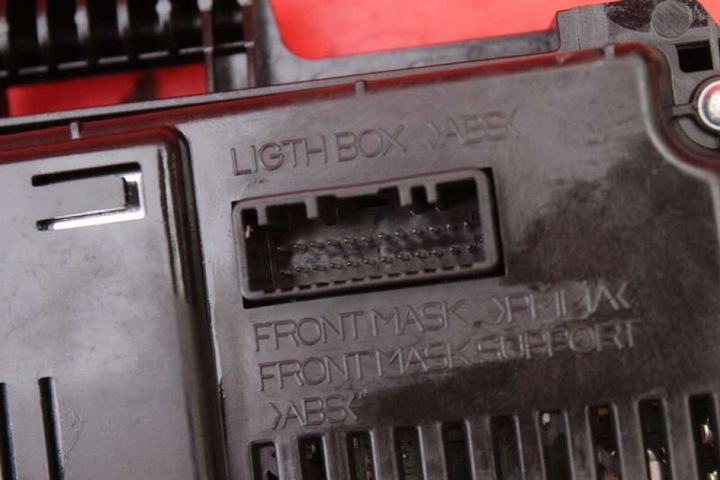 LIGTH BOX >ABS<
FRONT MASK >PMMA<
FRONT MASK SUPPORT
>ABS<